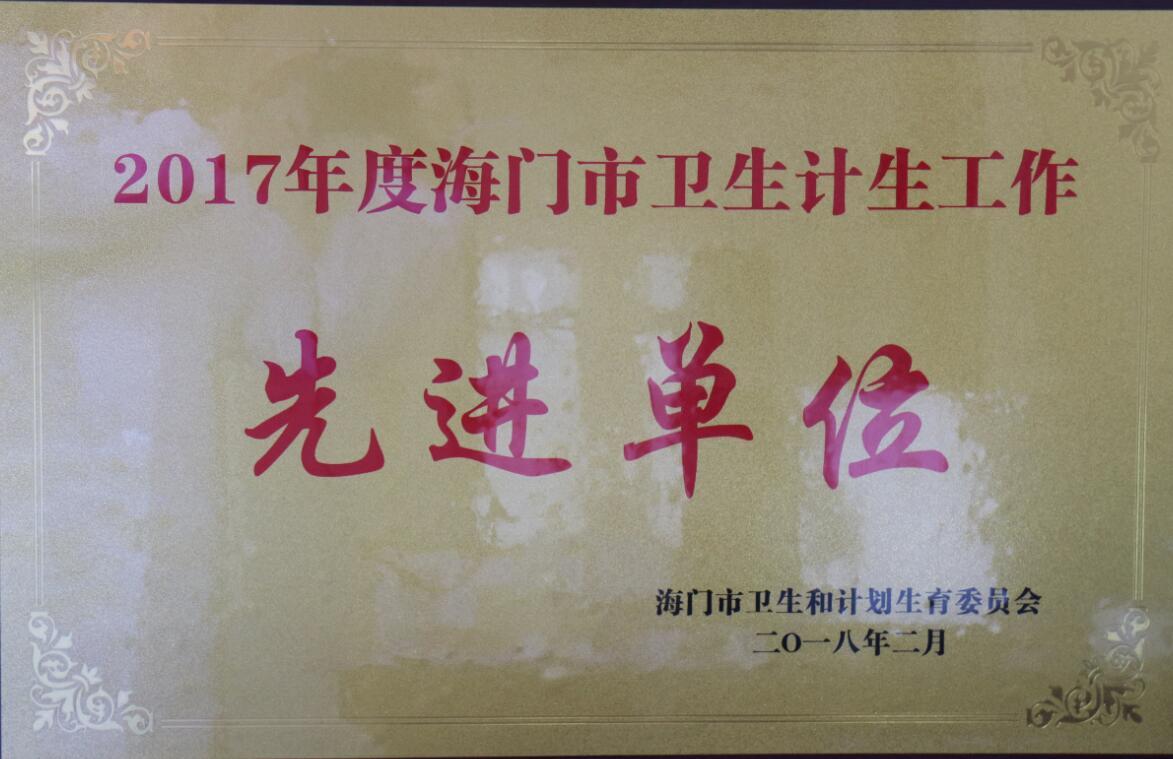 2017年度海门市卫生计生工作
先进单位
海门市卫生和计划生育委员会
二〇一八年二月